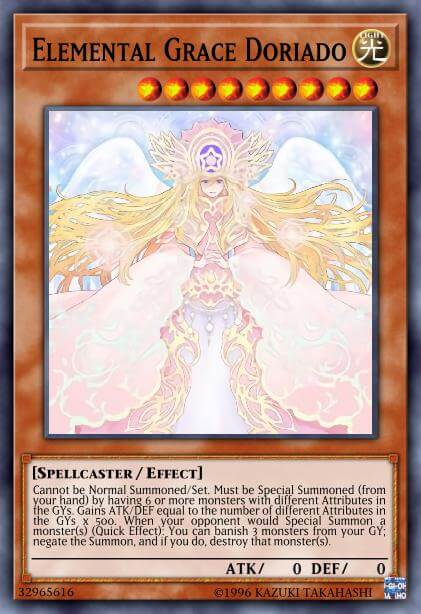 Elemental Grace Doriado
LIGHT
光
[Spellcaster / Effect]
Cannot be Normal Summoned/Set. Must be Special Summoned (from
your hand) by having 6 or more monsters with different Attributes in
the GYs. Gains ATK/DEF equal to the number of different Attributes in
the GYs x 500. When your opponent would Special Summon a
monster(s) (Quick Effect): You can banish 3 monsters from your GY;
negate the Summon, and if you do, destroy that monster(s).
ATK/ 0 DEF/ 0
32965616 ©1996 KAZUKI TAKAHASHI